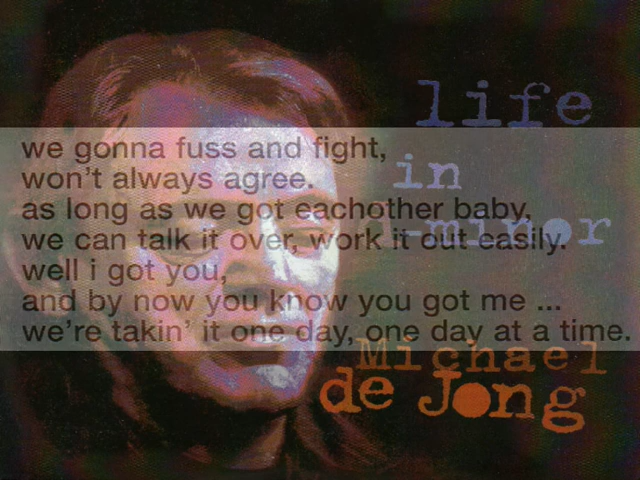 life
in
d-minor
we gonna fuss and fight,
won't always agree.
as long as we got eachother baby,
we can talk it over, work it out easily.
well i got you,
and by now you know you got me ...
we're takin' it one day, one day at a time.
Michael
de Jong